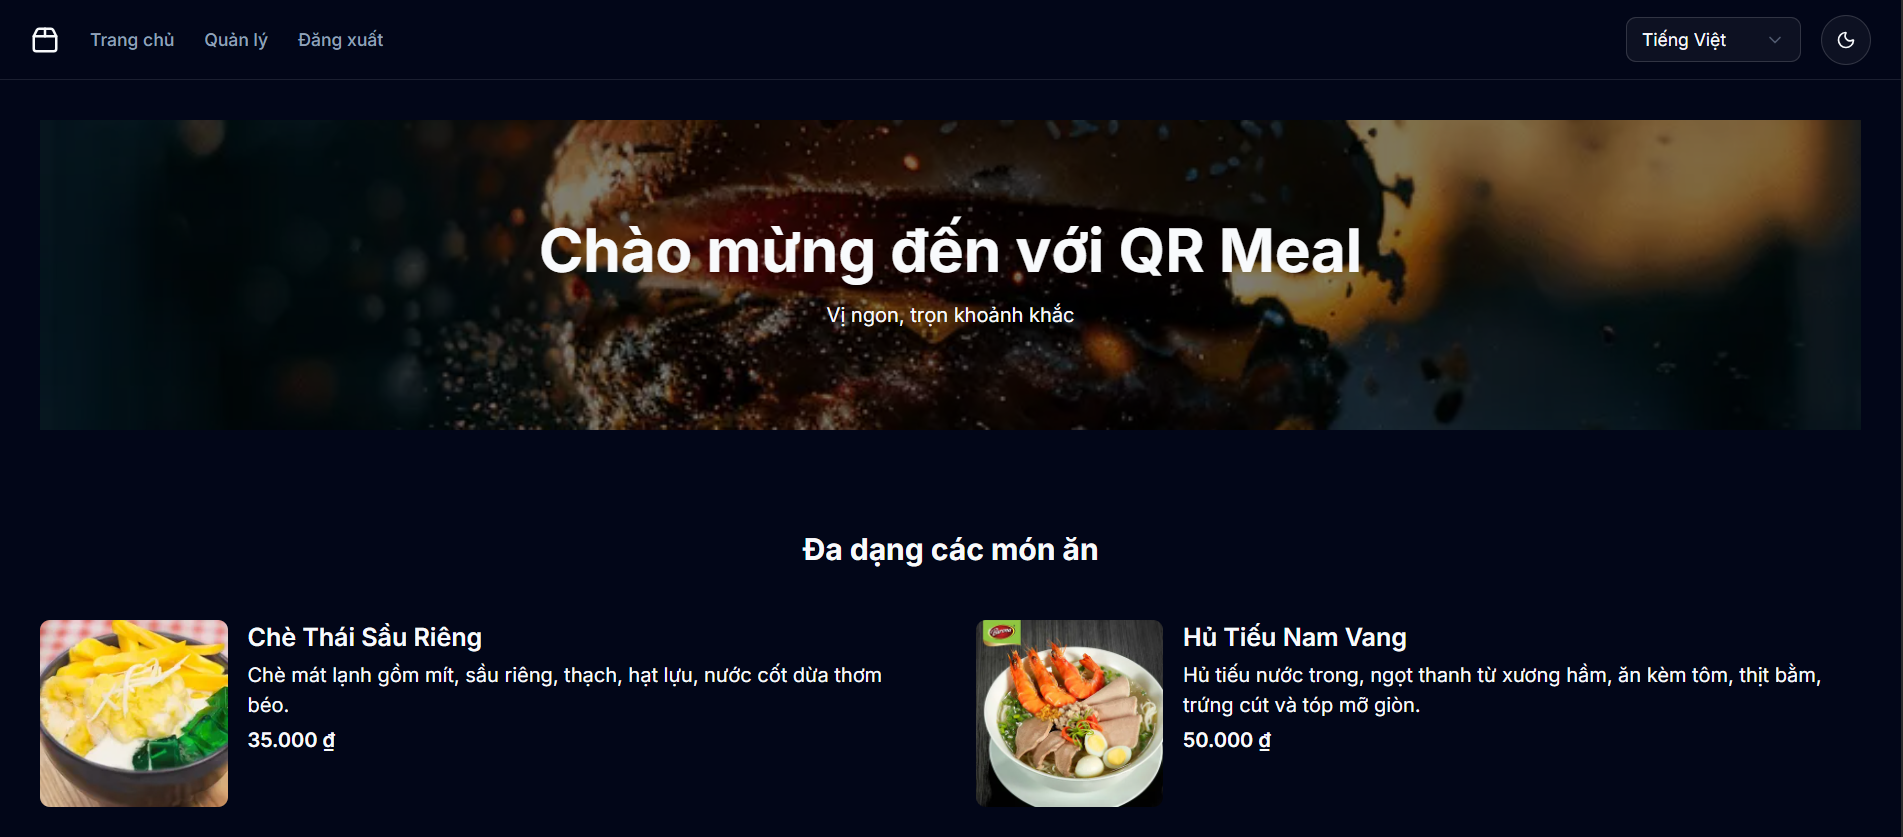 Trang chủ Quản lý Đăng xuất Tiếng Việt
Chào mừng đến với QR Meal
Vị ngon, trọn khoảnh khắc
Đa dạng các món ăn
Chè Thái Sầu Riêng
Chè mát lạnh gồm mít, sầu riêng, thạch, hạt lựu, nước cốt dừa thơm
béo.
35.000 ₫
Hủ Tiếu Nam Vang
Hủ tiếu nước trong, ngọt thanh từ xương hầm, ăn kèm tôm, thịt bằm,
trứng cút và tóp mỡ giòn.
50.000 ₫